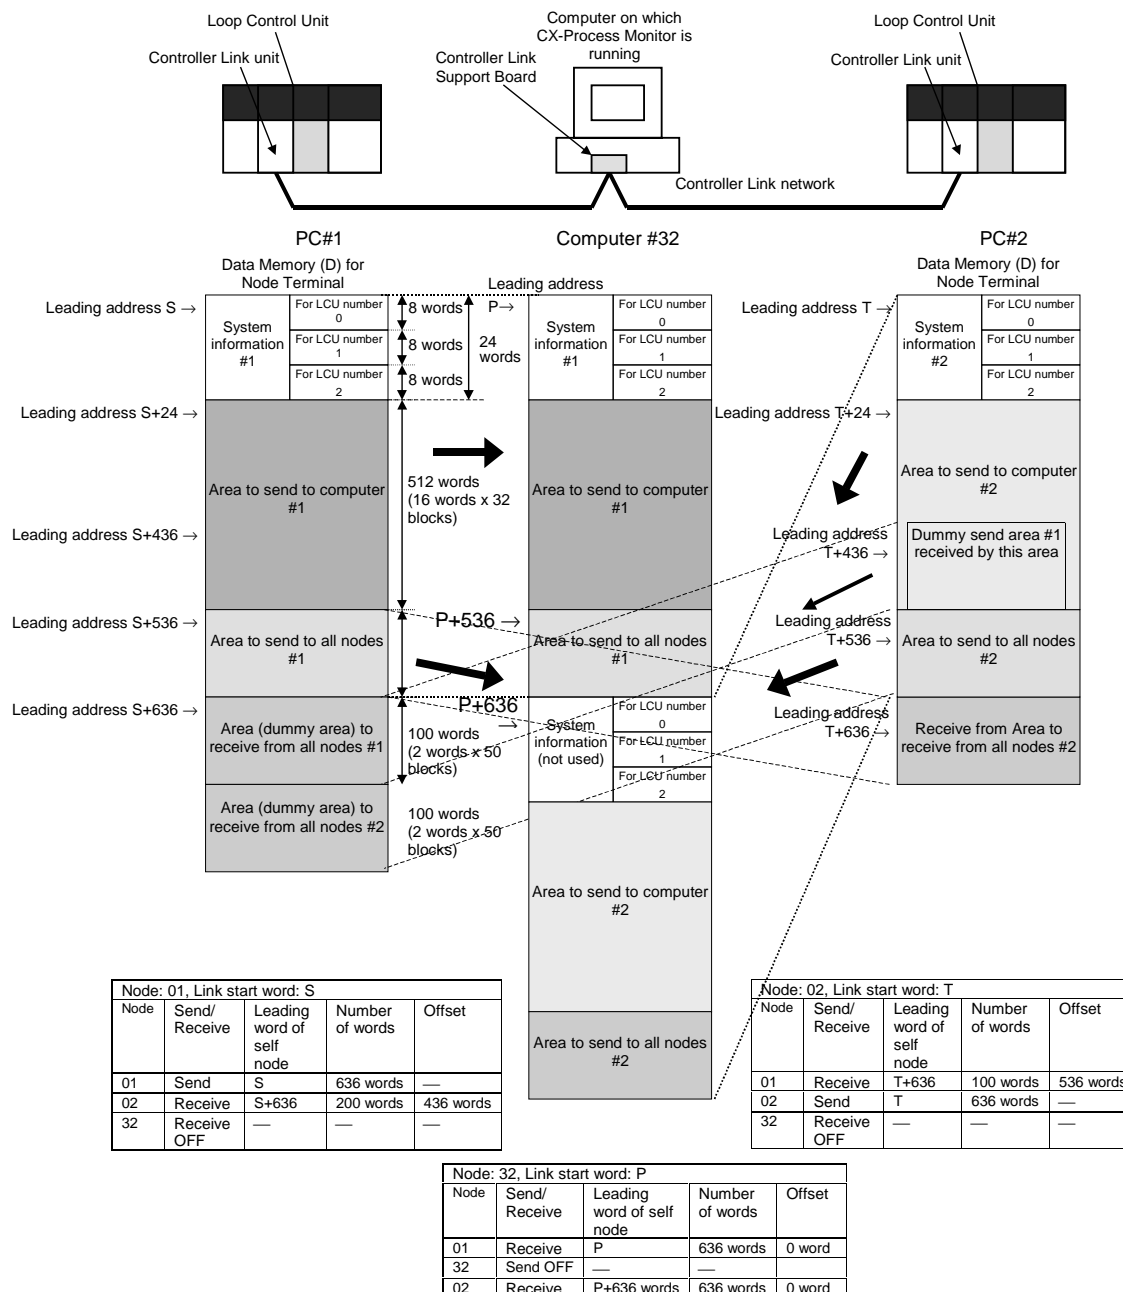 Loop Control Unit
Controller Link unit
Computer on which
CX-Process Monitor is
running
Controller Link
Support Board
Loop Control Unit
Controller Link unit
Controller Link network
PC#1
Computer #32
PC#2
Data Memory (D) for
Node Terminal
Leading address
P→
Data Memory (D) for
Node Terminal
Leading address S →
System
information
#1
For LCU number
0
For LCU number
1
For LCU number
2
8 words
8 words
8 words
24
words
System
information
#1
For LCU number
0
For LCU number
1
For LCU number
2
Leading address T →
System
information
#2
For LCU number
0
For LCU number
1
For LCU number
2
Leading address S+24 →
Area to send to computer
#1
512 words
(16 words x 32
blocks)
Area to send to computer
#1
Leading address T+24 →
Area to send to computer
#2
Leading address S+436 →
Leading address
T+436 →
Dummy send area #1
received by this area
Leading address S+536 →
Area to send to all nodes
#1
P+536 →
Area to send to all nodes
#1
Leading address
T+536 →
Area to send to all nodes
#2
Leading address S+636 →
Area (dummy area) to
receive from all nodes #1
100 words
(2 words x 50
blocks)
P+636
→
System
information
(not used)
For LCU number
0
For LCU number
1
For LCU number
2
Leading address
T+636 →
Receive from Area to
receive from all nodes #2
Area (dummy area) to
receive from all nodes #2
100 words
(2 words x 50
blocks)
Area to send to computer
#2
Area to send to all nodes
#2
Node: 01, Link start word: S
Node Send/ Receive Leading word of self node Number of words Offset
01 Send S 636 words —
02 Receive S+636 200 words 436 words
32 Receive OFF — — —
Node: 02, Link start word: T
Node Send/ Receive Leading word of self node Number of words Offset
01 Receive T+636 100 words 536 words
02 Send T 636 words —
32 Receive OFF — — —
Node: 32, Link start word: P
Node Send/ Receive Leading word of self node Number of words Offset
01 Receive P 636 words 0 word
32 Send OFF — —
02 Receive P+636 words 636 words 0 word